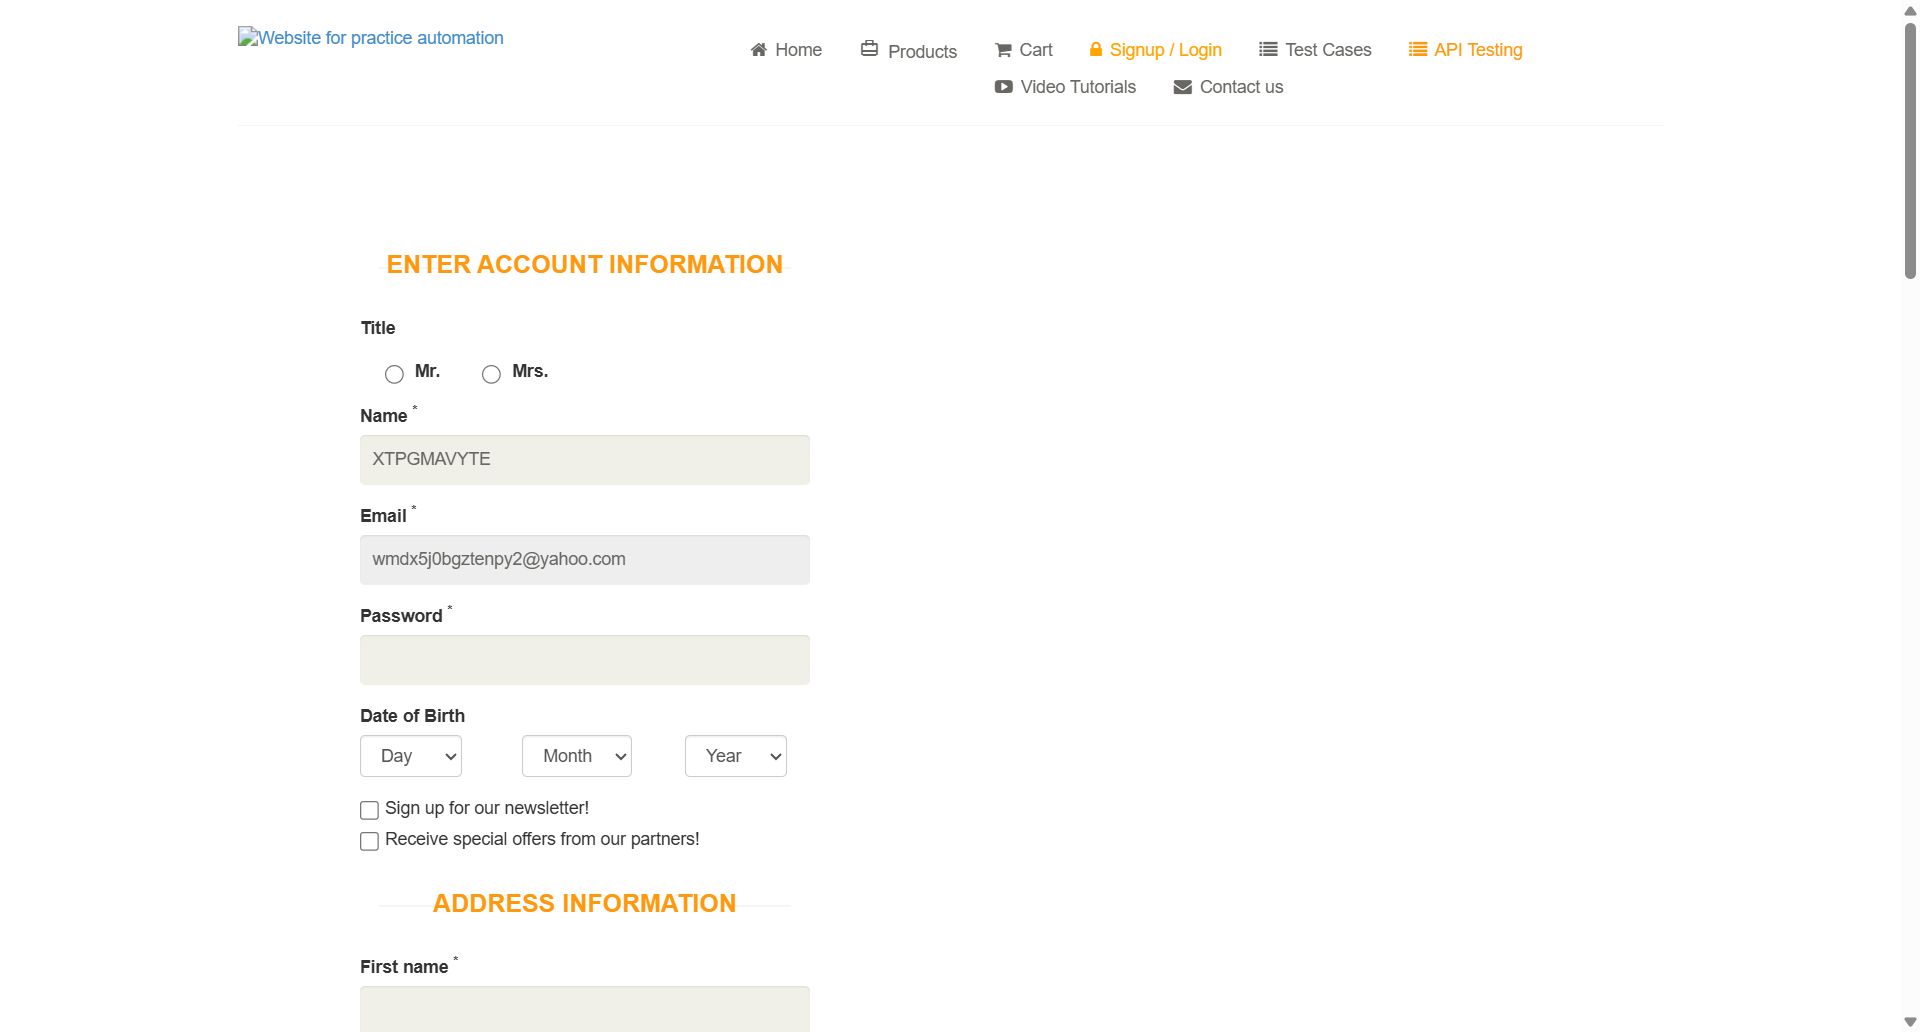 Website for practice automation
Home Products Cart Signup / Login Test Cases API Testing
Video Tutorials Contact us
ENTER ACCOUNT INFORMATION
Title
Mr. Mrs.
Name *
XTPGMAVYTE
Email *
wmdx5j0bgztenpy2@yahoo.com
Password *
Date of Birth
Day Month Year
Sign up for our newsletter!
Receive special offers from our partners!
ADDRESS INFORMATION
First name *